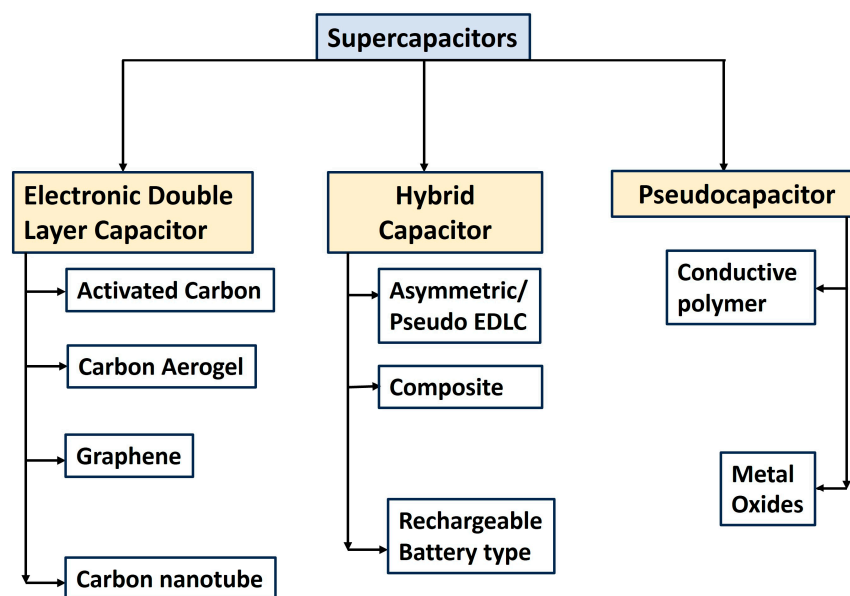 Supercapacitors
Electronic Double
Layer Capacitor
Activated Carbon
Carbon Aerogel
Graphene
Carbon nanotube
Hybrid
Capacitor
Asymmetric/
Pseudo EDLC
Composite
Rechargeable
Battery type
Pseudocapacitor
Conductive
polymer
Metal
Oxides